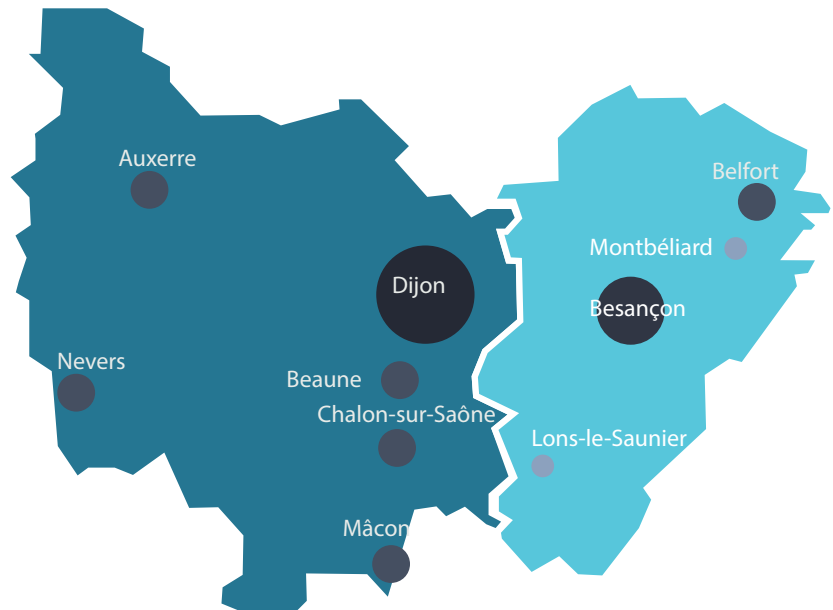 Auxerre
Belfort
Montbéliard
Dijon
Besançon
Nevers
Beaune
Chalon-sur-Saône
Lons-le-Saunier
Mâcon